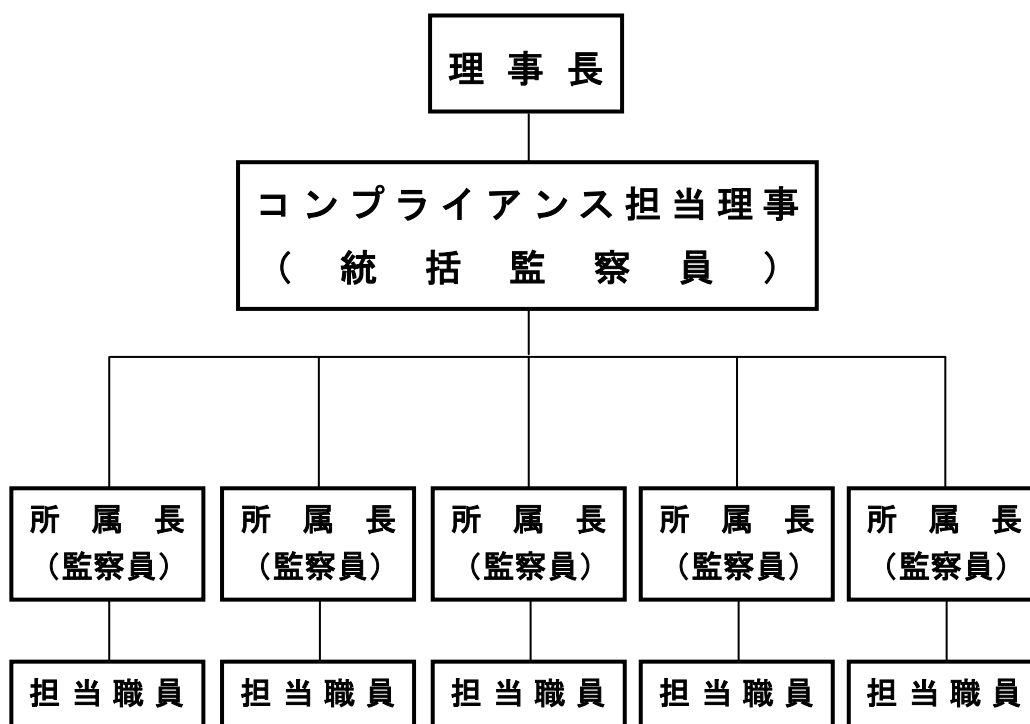 理事長
コンプライアンス担当理事
(統括監察員)
所属長 所属長 所属長 所属長 所属長
(監察員) (監察員) (監察員) (監察員) (監察員)
担当職員 担当職員 担当職員 担当職員 担当職員